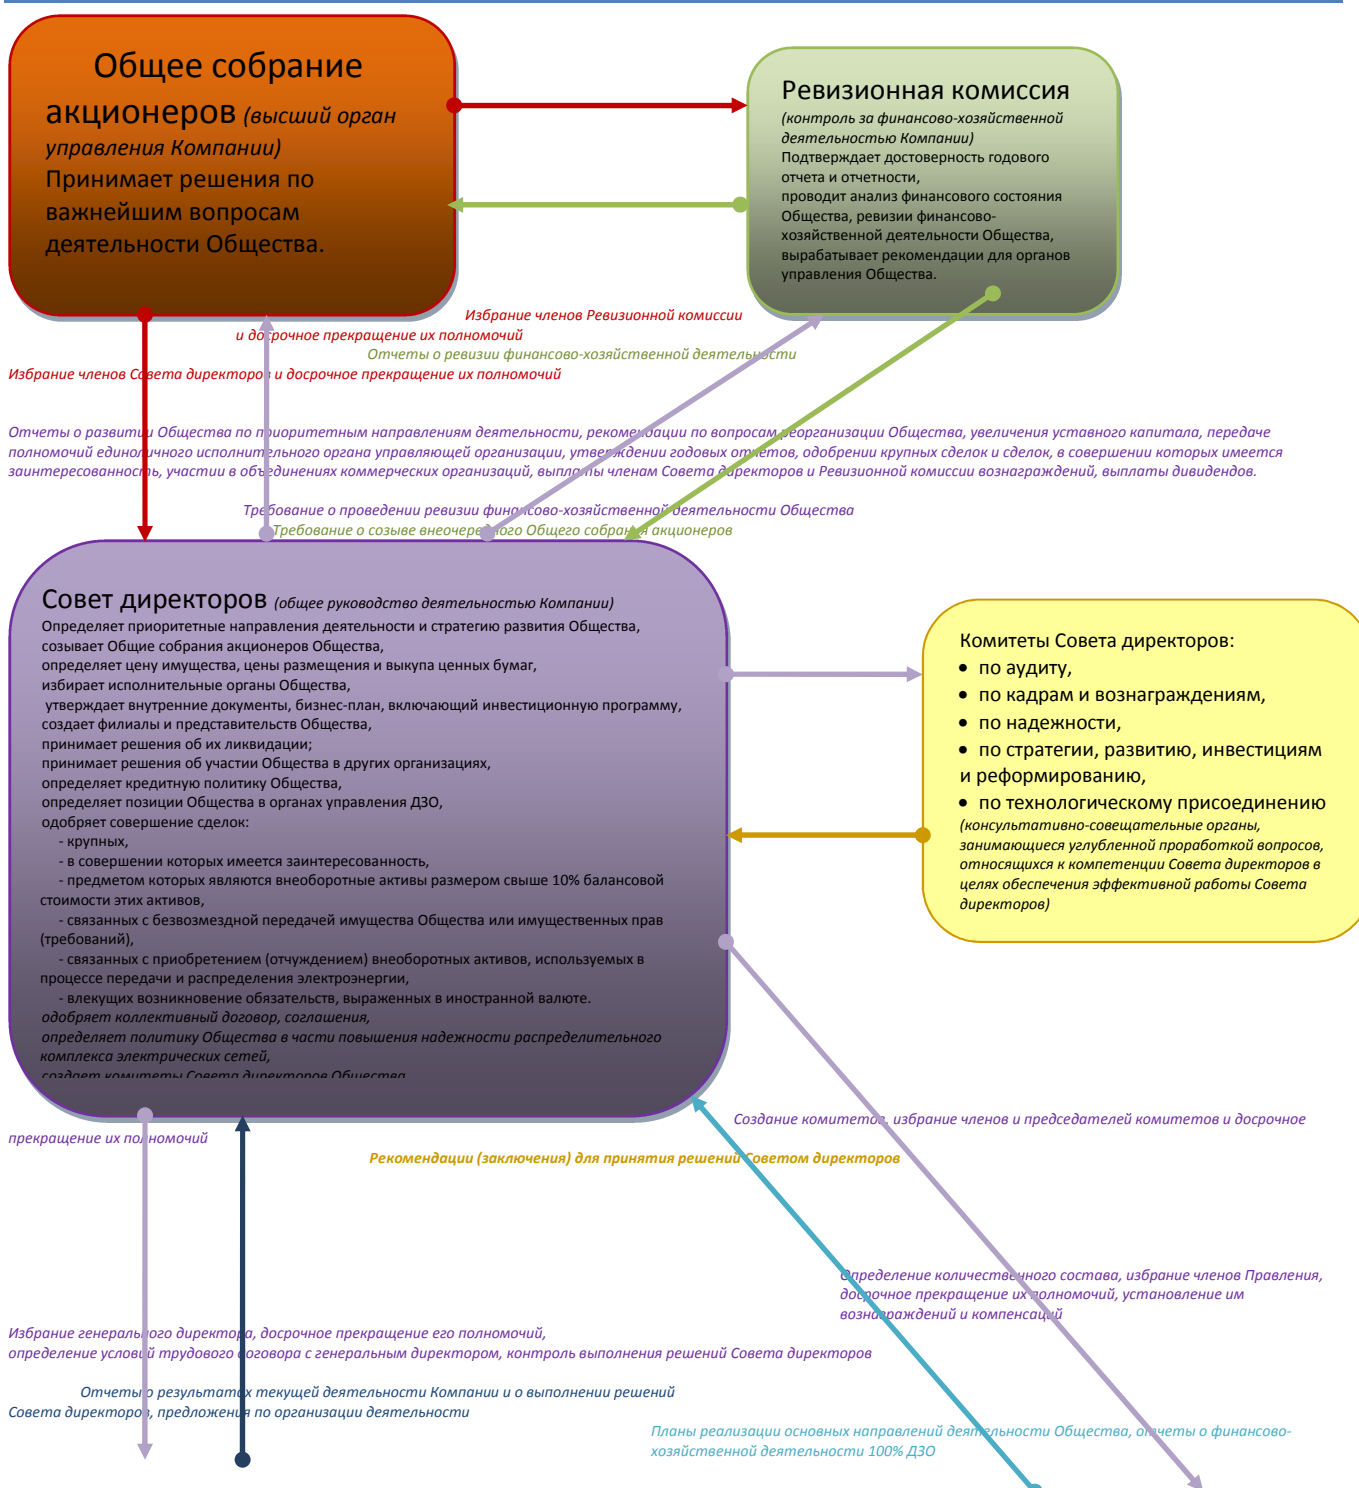 Общее собрание
акционеров (высший орган
управления Компании)
Принимает решения по
важнейшим вопросам
деятельности Общества.
Ревизионная комиссия
(контроль за финансово-хозяйственной
деятельностью Компании)
Подтверждает достоверность годового
отчета и отчетности,
проводит анализ финансового состояния
Общества, ревизии финансово-
хозяйственной деятельности Общества,
вырабатывает рекомендации для органов
управления Общества.
Избрание членов Ревизионной комиссии
и досрочное прекращение их полномочий
Отчеты о ревизии финансово-хозяйственной деятельности
Избрание членов Совета директоров и досрочное прекращение их полномочий
Отчеты о развитии Общества по приоритетным направлениям деятельности, рекомендации по вопросам реорганизации Общества, увеличения уставного капитала, передаче
полномочий единоличного исполнительного органа управляющей организации, утверждении годовых отчетов, одобрении крупных сделок и сделок, в совершении которых имеется
заинтересованность, участии в объединениях коммерческих организаций, выплаты членам Совета директоров и Ревизионной комиссии вознаграждений, выплаты дивидендов.
Требование о проведении ревизии финансово-хозяйственной деятельности Общества
Требование о созыве внеочередного Общего собрания акционеров
Совет директоров (общее руководство деятельностью Компании)
Определяет приоритетные направления деятельности и стратегию развития Общества,
созывает Общие собрания акционеров Общества,
определяет цену имущества, цены размещения и выкупа ценных бумаг,
избирает исполнительные органы Общества,
утверждает внутренние документы, бизнес-план, включающий инвестиционную программу,
создает филиалы и представительств Общества,
принимает решения об их ликвидации;
принимает решения об участии Общества в других организациях,
определяет кредитную политику Общества,
определяет позиции Общества в органах управления ДЗО,
одобряет совершение сделок:
- крупных,
- в совершении которых имеется заинтересованность,
- предметом которых являются внеоборотные активы размером свыше 10% балансовой
стоимости этих активов,
- связанных с безвозмездной передачей имущества Общества или имущественных прав
(требований),
- связанных с приобретением (отчуждением) внеоборотных активов, используемых в
процессе передачи и распределения электроэнергии,
- влекущих возникновение обязательств, выраженных в иностранной валюте.
одобряет коллективный договор, соглашения,
определяет политику Общества в части повышения надежности распределительного
комплекса электрических сетей,
создает комитеты Совета директоров Общества
Комитеты Совета директоров:
• по аудиту,
• по кадрам и вознаграждениям,
• по надежности,
• по стратегии, развитию, инвестициям
и реформированию,
• по технологическому присоединению
(консультативно-совещательные органы,
занимающиеся углубленной проработкой вопросов,
относящихся к компетенции Совета директоров в
целях обеспечения эффективной работы Совета
директоров)
Создание комитетов, избрание членов и председателей комитетов и досрочное
прекращение их полномочий
Рекомендации (заключения) для принятия решений Советом директоров
Определение количественного состава, избрание членов Правления,
досрочное прекращение их полномочий, установление им
вознаграждений и компенсаций
Избрание генерального директора, досрочное прекращение его полномочий,
определение условий трудового договора с генеральным директором, контроль выполнения решений Совета директоров
Отчеты о результатах текущей деятельности Компании и о выполнении решений
Совета директоров, предложения по организации деятельности
Планы реализации основных направлений деятельности Общества, отчеты о финансово-
хозяйственной деятельности 100% ДЗО